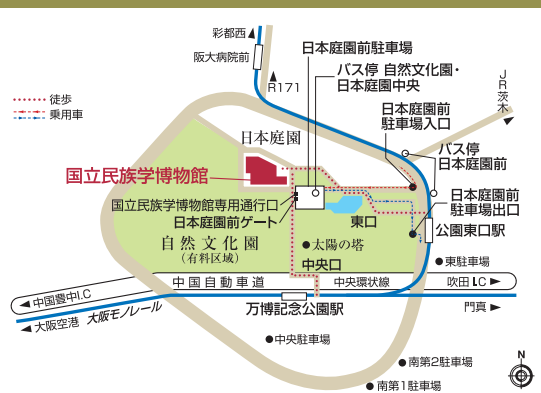 彩都西
阪大病院前
日本庭園前駐車場
バス停 自然文化園・
日本庭園中央
R171
JR茨木
徒歩
乗用車
日本庭園前
駐車場入口
日本庭園
バス停
日本庭園前
国立民族学博物館
国立民族学博物館専用通行口
日本庭園前ゲート
日本庭園前
駐車場出口
東口
公園東口駅
自然文化園
(有料区域)
太陽の塔
中央口
東駐車場
中国自動車道
中央環状線
吹田I.C
中国豊中I.C
大阪空港
大阪モノレール
万博記念公園駅
門真
中央駐車場
南第2駐車場
南第1駐車場
N